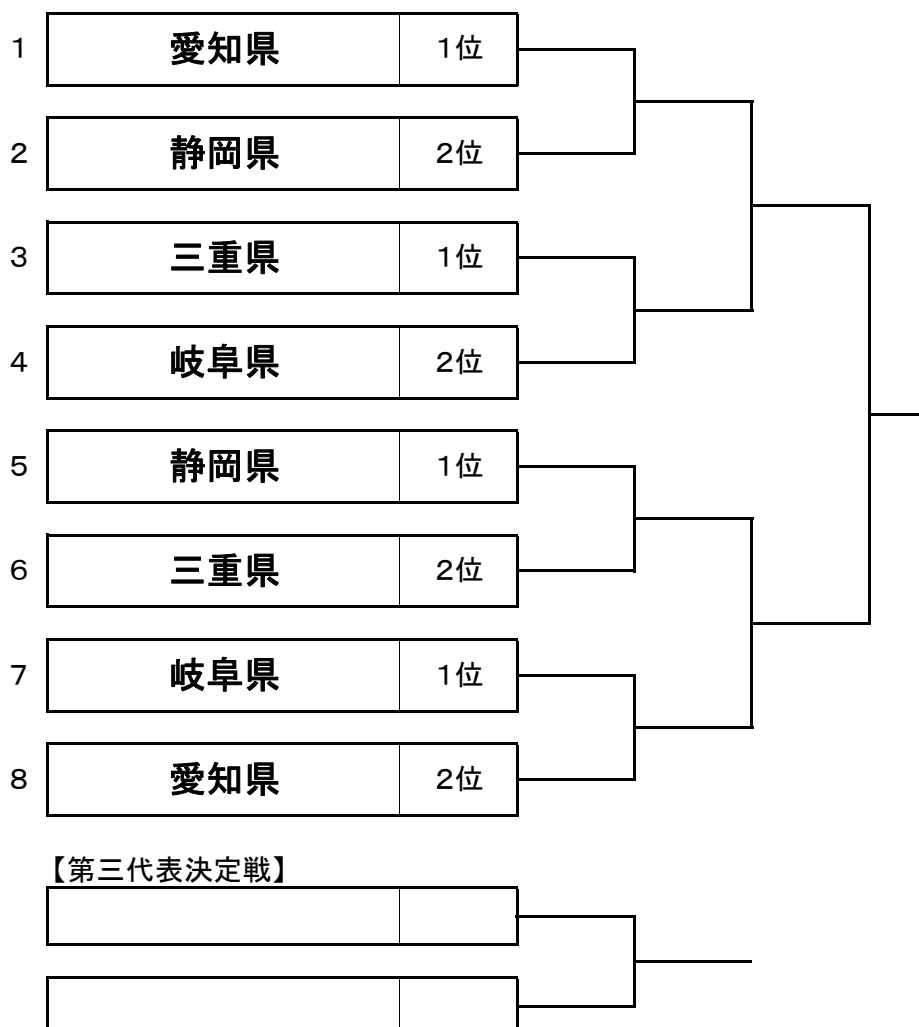 1 愛知県 1位
2 静岡県 2位
3 三重県 1位
4 岐阜県 2位
5 静岡県 1位
6 三重県 2位
7 岐阜県 1位
8 愛知県 2位
【第三代表決定戦】